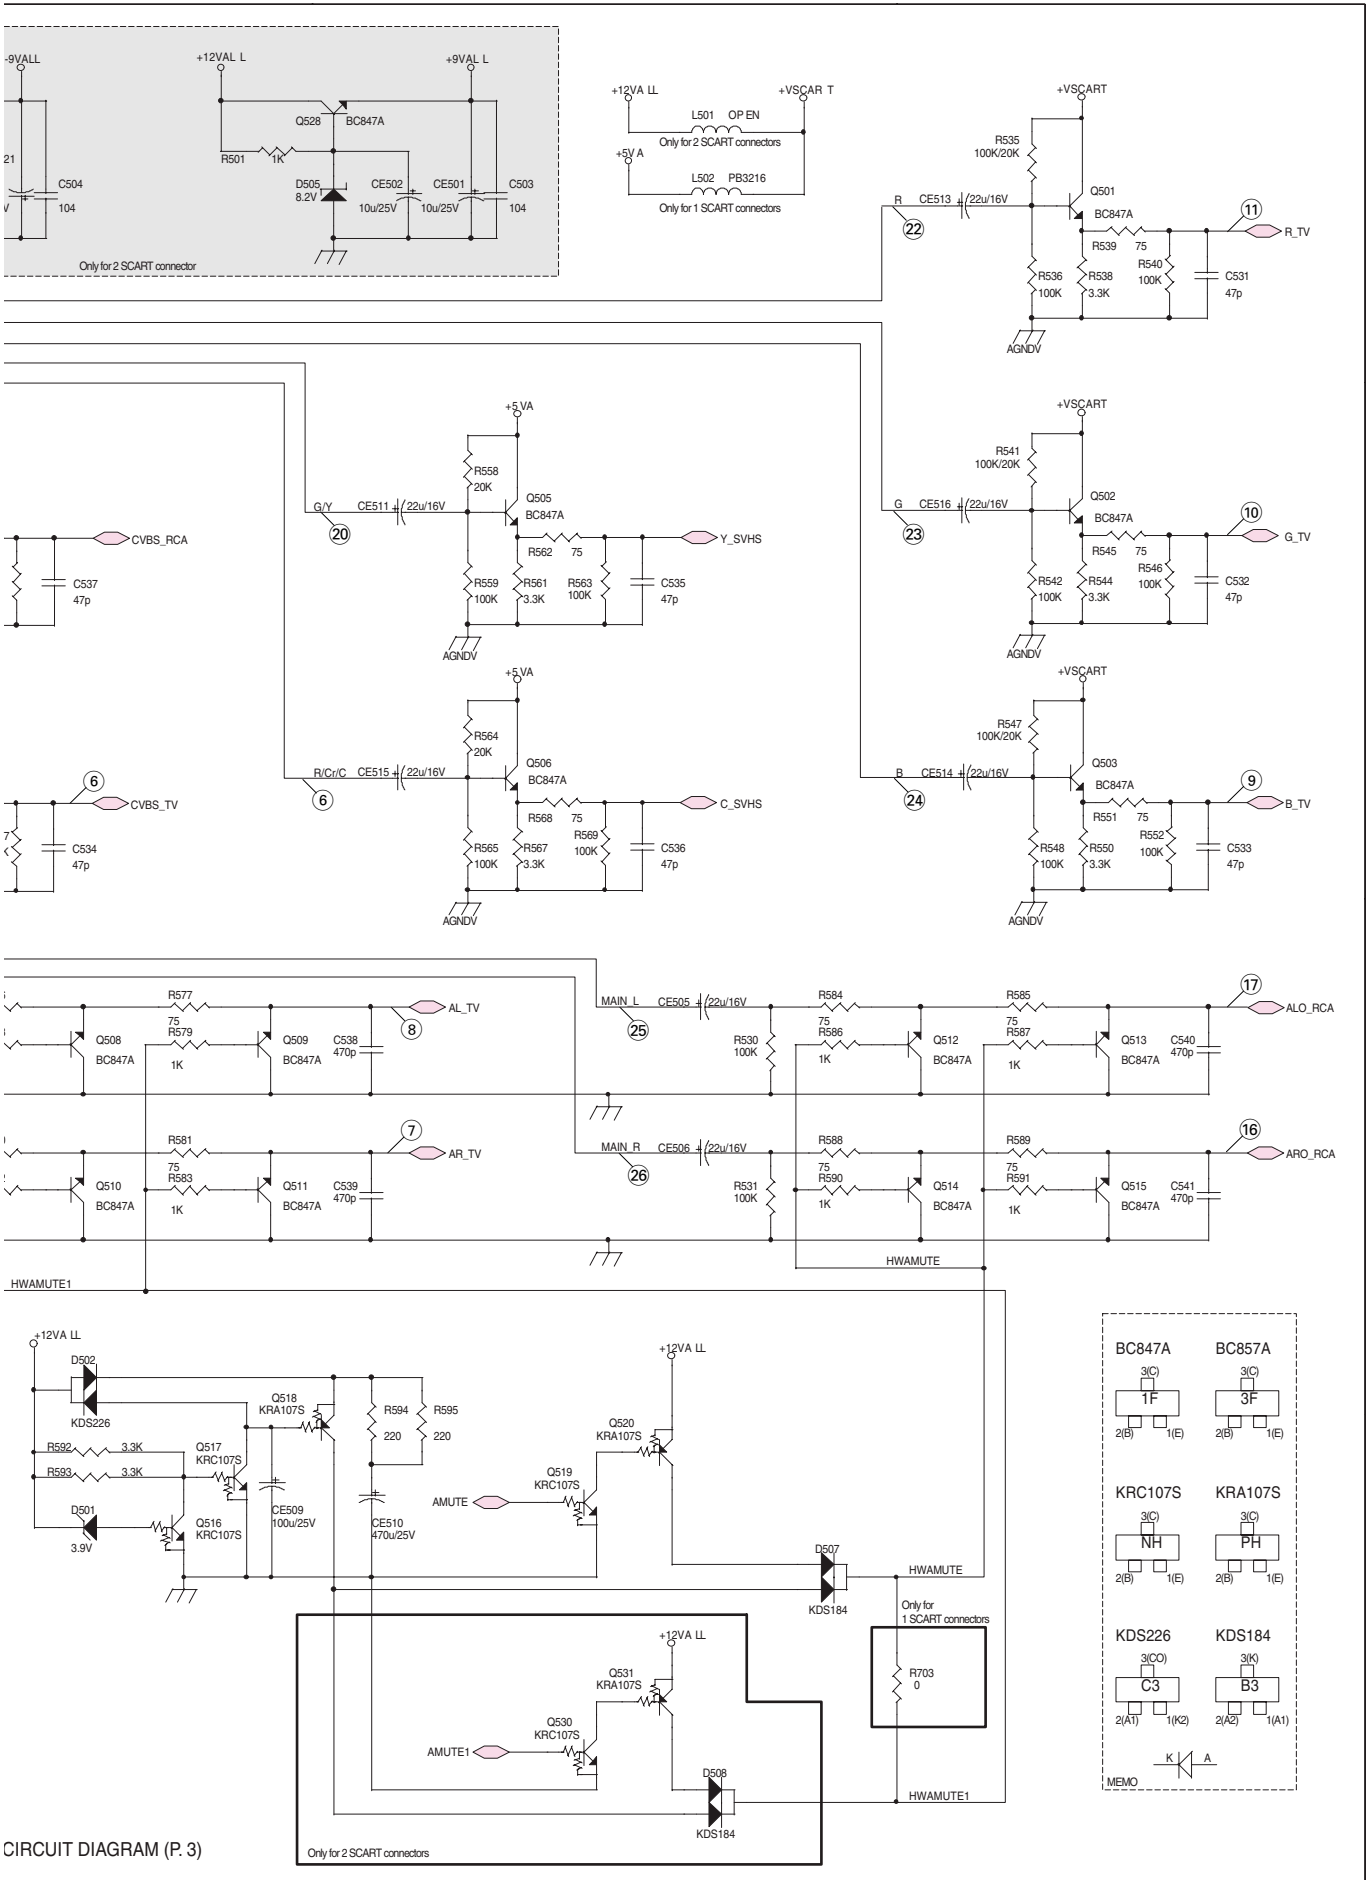 -9VALL
+12VAL L
+9VAL L
Q528 BC847A
R501 1K
21
C504
104
D505
8.2V
CE502
10u/25V
CE501
10u/25V
C503
104
V
Only for 2 SCART connector
+12VA LL
+VSCAR T
L501 OP EN
Only for 2 SCART connectors
+5V A
L502 PB3216
Only for 1 SCART connectors
+VSCART
R535
100K/20K
Q501
BC847A
R CE513 + 22u/16V
22
11
R_TV
R539 75
R536
100K
R538
3.3K
R540
100K
C531
47p
AGNDV
+5 VA
R558
20K
Q505
BC847A
G/Y CE511 + 22u/16V
20
R562 75
Y_SVHS
R559
100K
R561
3.3K
R563
100K
C535
47p
AGNDV
+VSCART
R541
100K/20K
Q502
BC847A
G CE516 + 22u/16V
23
10
G_TV
R545 75
R542
100K
R544
3.3K
R546
100K
C532
47p
AGNDV
CVBS_RCA
C537
47p
+5 VA
R564
20K
Q506
BC847A
R/Cr/C CE515 + 22u/16V
6
R568 75
C_SVHS
R565
100K
R567
3.3K
R569
100K
C536
47p
AGNDV
+VSCART
R547
100K/20K
Q503
BC847A
B CE514 + 22u/16V
24
9
B_TV
R551 75
R548
100K
R550
3.3K
R552
100K
C533
47p
AGNDV
6
CVBS_TV
7
K
C534
47p
R577
75
R579
1K
8
AL_TV
Q508
BC847A
Q509
BC847A
C538
470p
MAIN_L CE505 + 22u/16V
25
R530
100K
R584
75
R586
1K
R585
75
R587
1K
Q512
BC847A
Q513
BC847A
C540
470p
17
ALO_RCA
R581
75
R583
1K
7
AR_TV
Q510
BC847A
Q511
BC847A
C539
470p
MAIN_R CE506 + 22u/16V
26
R531
100K
R588
75
R590
1K
R589
75
R591
1K
Q514
BC847A
Q515
BC847A
C541
470p
16
ARO_RCA
HWAMUTE
HWAMUTE1
+12VA LL
D502
KDS226
R592 3.3K
R593 3.3K
D501
3.9V
Q516
KRC107S
Q517
KRC107S
Q518
KRA107S
CE509
100u/25V
R594
220
R595
220
CE510
470u/25V
AMUTE
Q519
KRC107S
Q520
KRA107S
+12VA LL
D507
KDS184
HWAMUTE
Only for
1 SCART connectors
R703
0
+12VA LL
Q531
KRA107S
Q530
KRC107S
AMUTE1
D508
KDS184
HWAMUTE1
Only for 2 SCART connectors
BC847A
3(C)
1F
2(B) 1(E)
BC857A
3(C)
3F
2(B) 1(E)
KRC107S
3(C)
NH
2(B) 1(E)
KRA107S
3(C)
PH
2(B) 1(E)
KDS226
3(CO)
C3
2(A1) 1(K2)
KDS184
3(K)
B3
2(A2) 1(A1)
K A
MEMO
CIRCUIT DIAGRAM (P. 3)